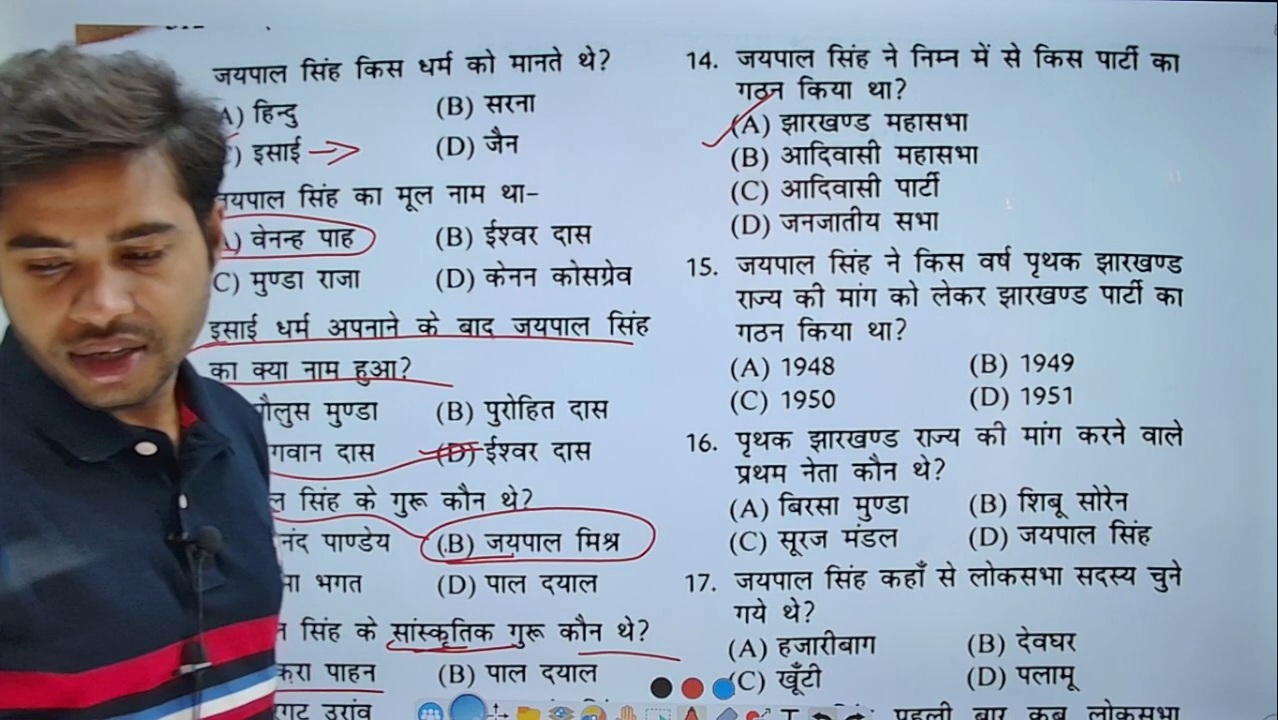 जयपाल सिंह किस धर्म को मानते थे?
A) हिन्दु (B) सरना
) इसाई (D) जैन
जयपाल सिंह का मूल नाम था-
) वेनन्ह पाह (B) ईश्वर दास
C) मुण्डा राजा (D) केनन कोसग्रेव
इसाई धर्म अपनाने के बाद जयपाल सिंह
का क्या नाम हुआ?
मुण्डा (B) पुरोहित दास
दास (D) ईश्वर दास
सिंह के गुरू कौन थे?
पाण्डेय (B) जयपाल मिश्र
भगत (D) पाल दयाल
सिंह के सांस्कृतिक गुरू कौन थे?
पाहन (B) पाल दयाल
उरांव
14. जयपाल सिंह ने निम्न में से किस पार्टी का
गठन किया था?
(A) झारखण्ड महासभा
(B) आदिवासी महासभा
(C) आदिवासी पार्टी
(D) जनजातीय सभा
15. जयपाल सिंह ने किस वर्ष पृथक झारखण्ड
राज्य की मांग को लेकर झारखण्ड पार्टी का
गठन किया था?
(A) 1948 (B) 1949
(C) 1950 (D) 1951
16. पृथक झारखण्ड राज्य की मांग करने वाले
प्रथम नेता कौन थे?
(A) बिरसा मुण्डा (B) शिबू सोरेन
(C) सूरज मंडल (D) जयपाल सिंह
17. जयपाल सिंह कहाँ से लोकसभा सदस्य चुने
गये थे?
(A) हजारीबाग (B) देवघर
(C) खूँटी (D) पलामू
पहली बार कब लोकसभा